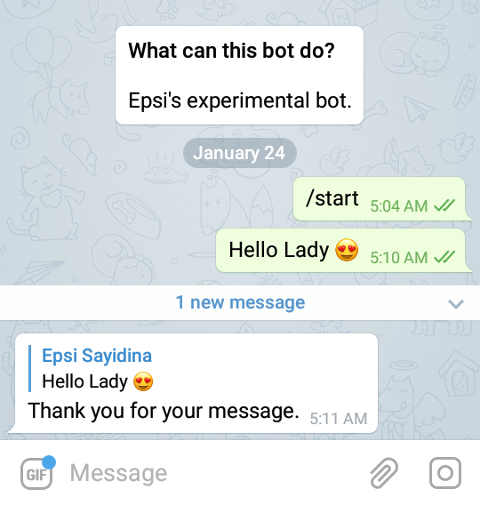 What can this bot do?
Epsi's experimental bot.
January 24
/start 5:04 AM
Hello Lady 😍 5:10 AM
1 new message
Epsi Sayidina
Hello Lady 😍
Thank you for your message. 5:11 AM
GIF Message